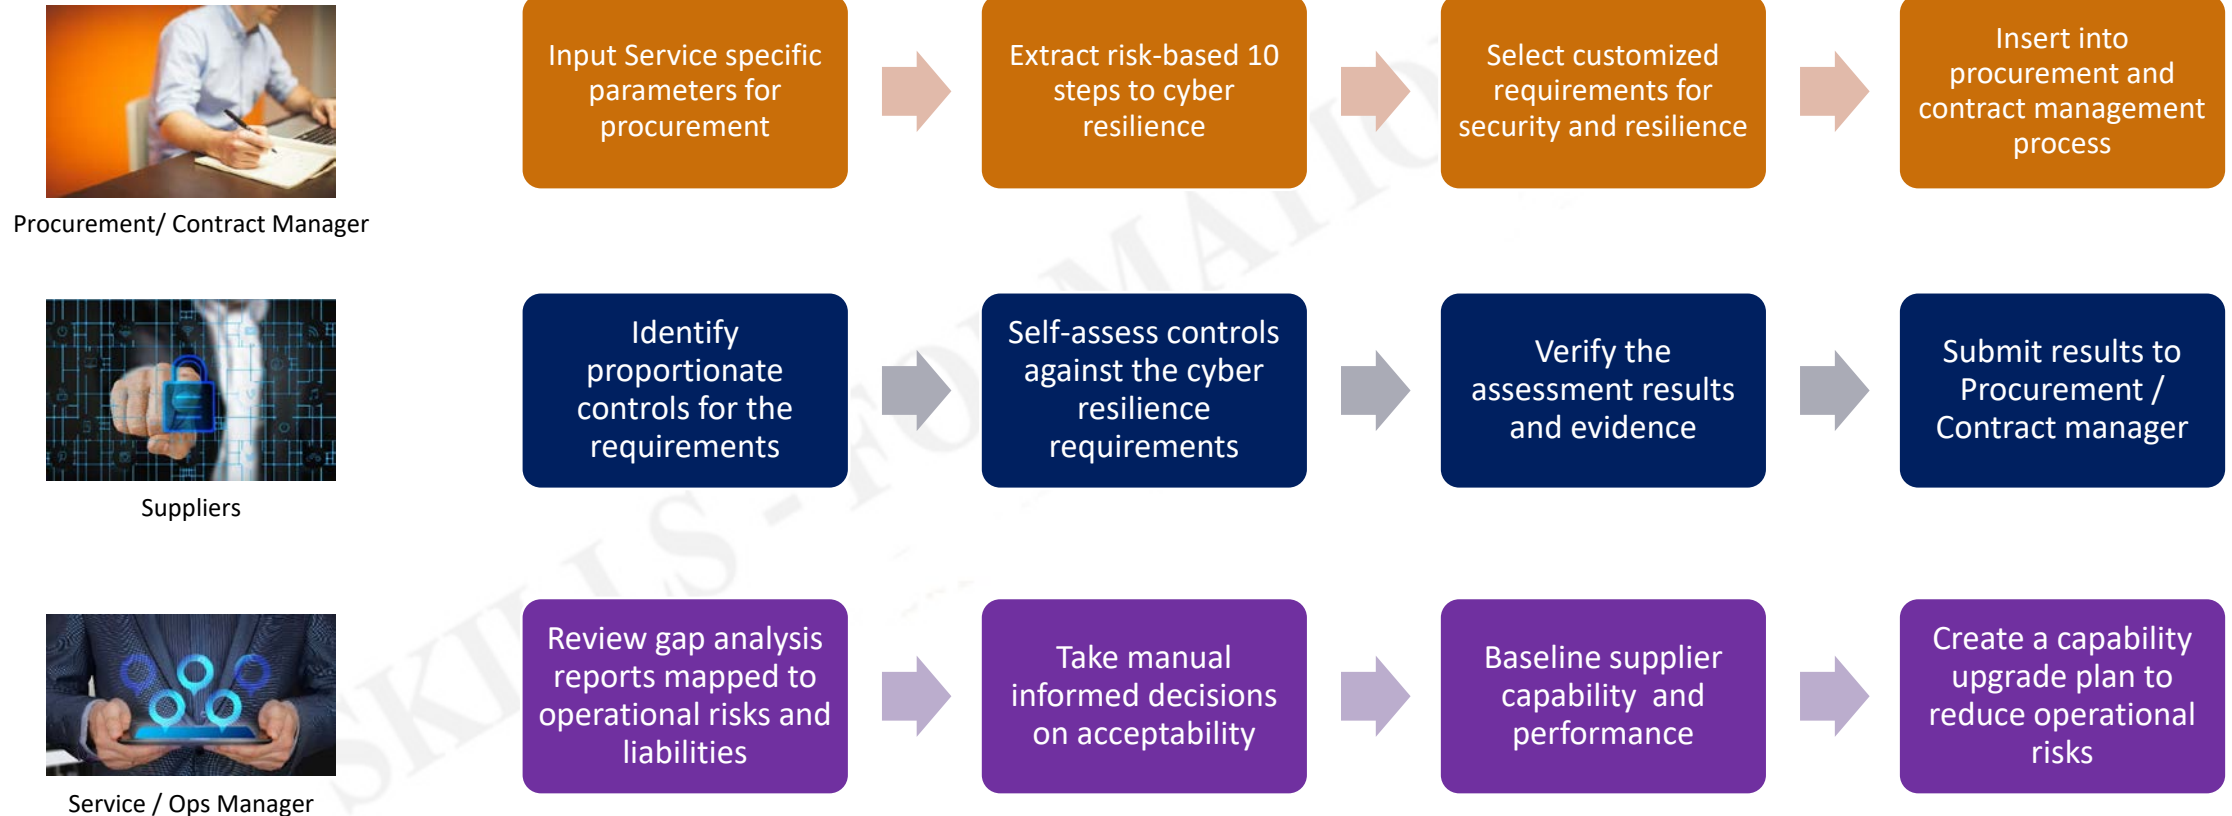 Input Service specific
parameters for
procurement
Extract risk-based 10
steps to cyber
resilience
Select customized
requirements for
security and resilience
Insert into
procurement and
contract management
process
Procurement/ Contract Manager
Identify
proportionate
controls for the
requirements
Self-assess controls
against the cyber
resilience
requirements
Verify the
assessment results
and evidence
Submit results to
Procurement /
Contract manager
Suppliers
Review gap analysis
reports mapped to
operational risks and
liabilities
Take manual
informed decisions
on acceptability
Baseline supplier
capability and
performance
Create a capability
upgrade plan to
reduce operational
risks
Service / Ops Manager
SKILLS -